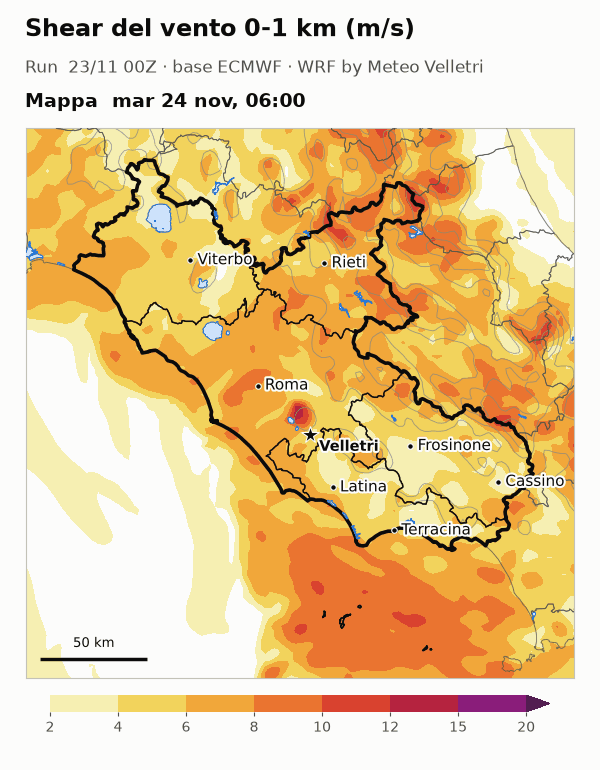 Shear del vento 0-1 km (m/s)
Run  23/11 00Z · base ECMWF · WRF by Meteo Velletri
Mappa  mar 24 nov, 06:00
Viterbo
Rieti
Roma
Velletri
Frosinone
Cassino
Latina
Terracina
50 km
2 4 6 8 10 12 15 20